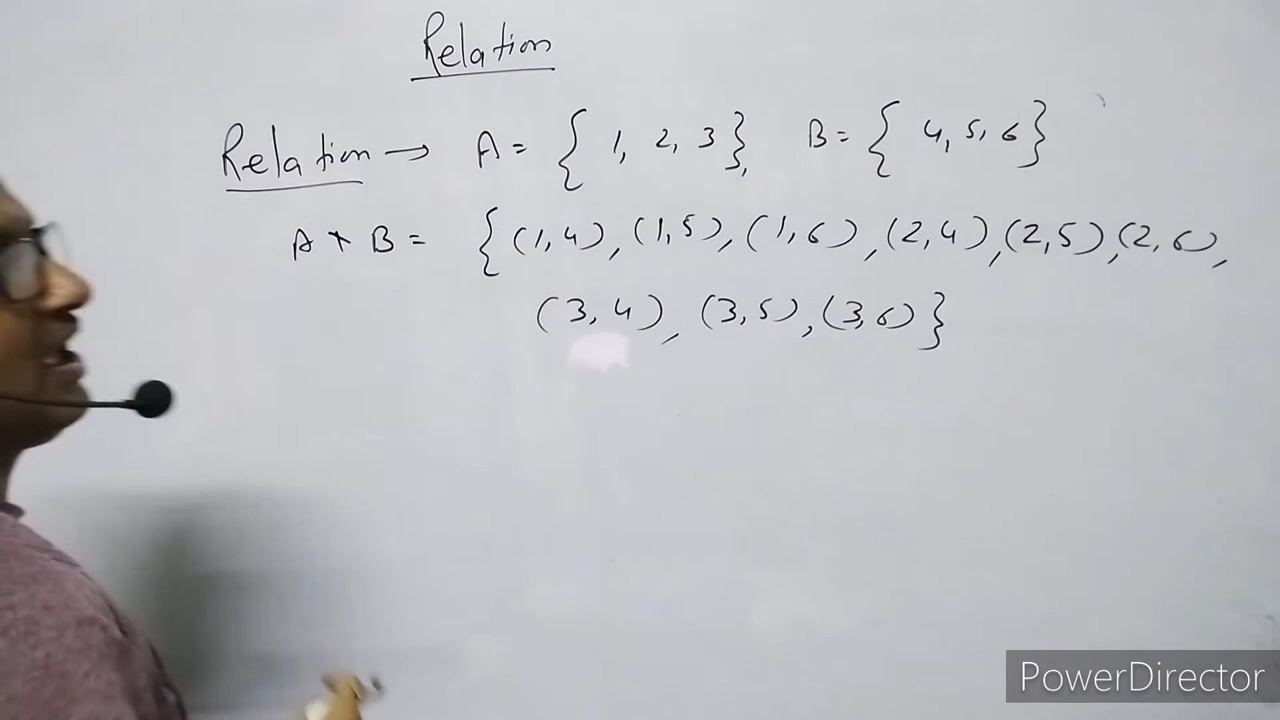 Relation
Relation → A = { 1, 2, 3 }, B = { 4, 5, 6 }
A × B = { (1, 4), (1, 5), (1, 6), (2, 4), (2, 5), (2, 6),
(3, 4), (3, 5), (3, 6) }
PowerDirector